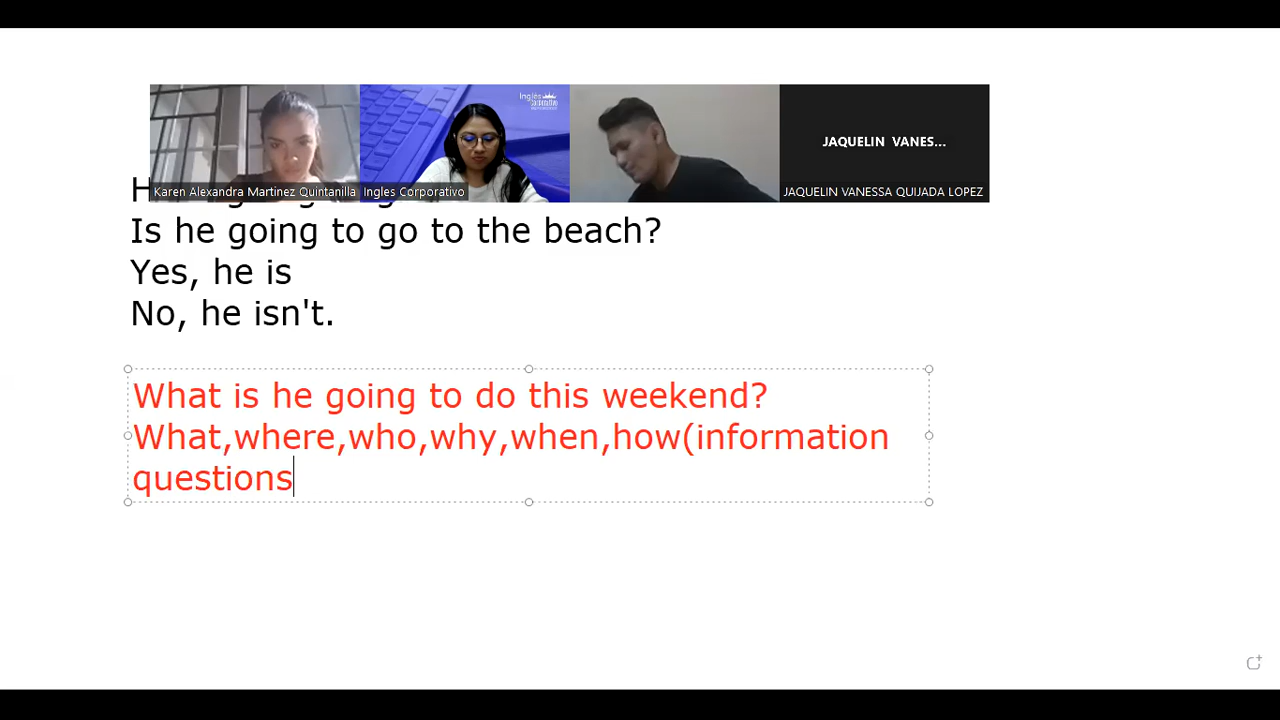 Inglés
Corporativo
JAQUELIN VANES...
Karen Alexandra Martinez Quintanilla
Ingles Corporativo
JAQUELIN VANESSA QUIJADA LOPEZ
Is he going to go to the beach?
Yes, he is
No, he isn't.
What is he going to do this weekend?
What,where,who,why,when,how(information
questions